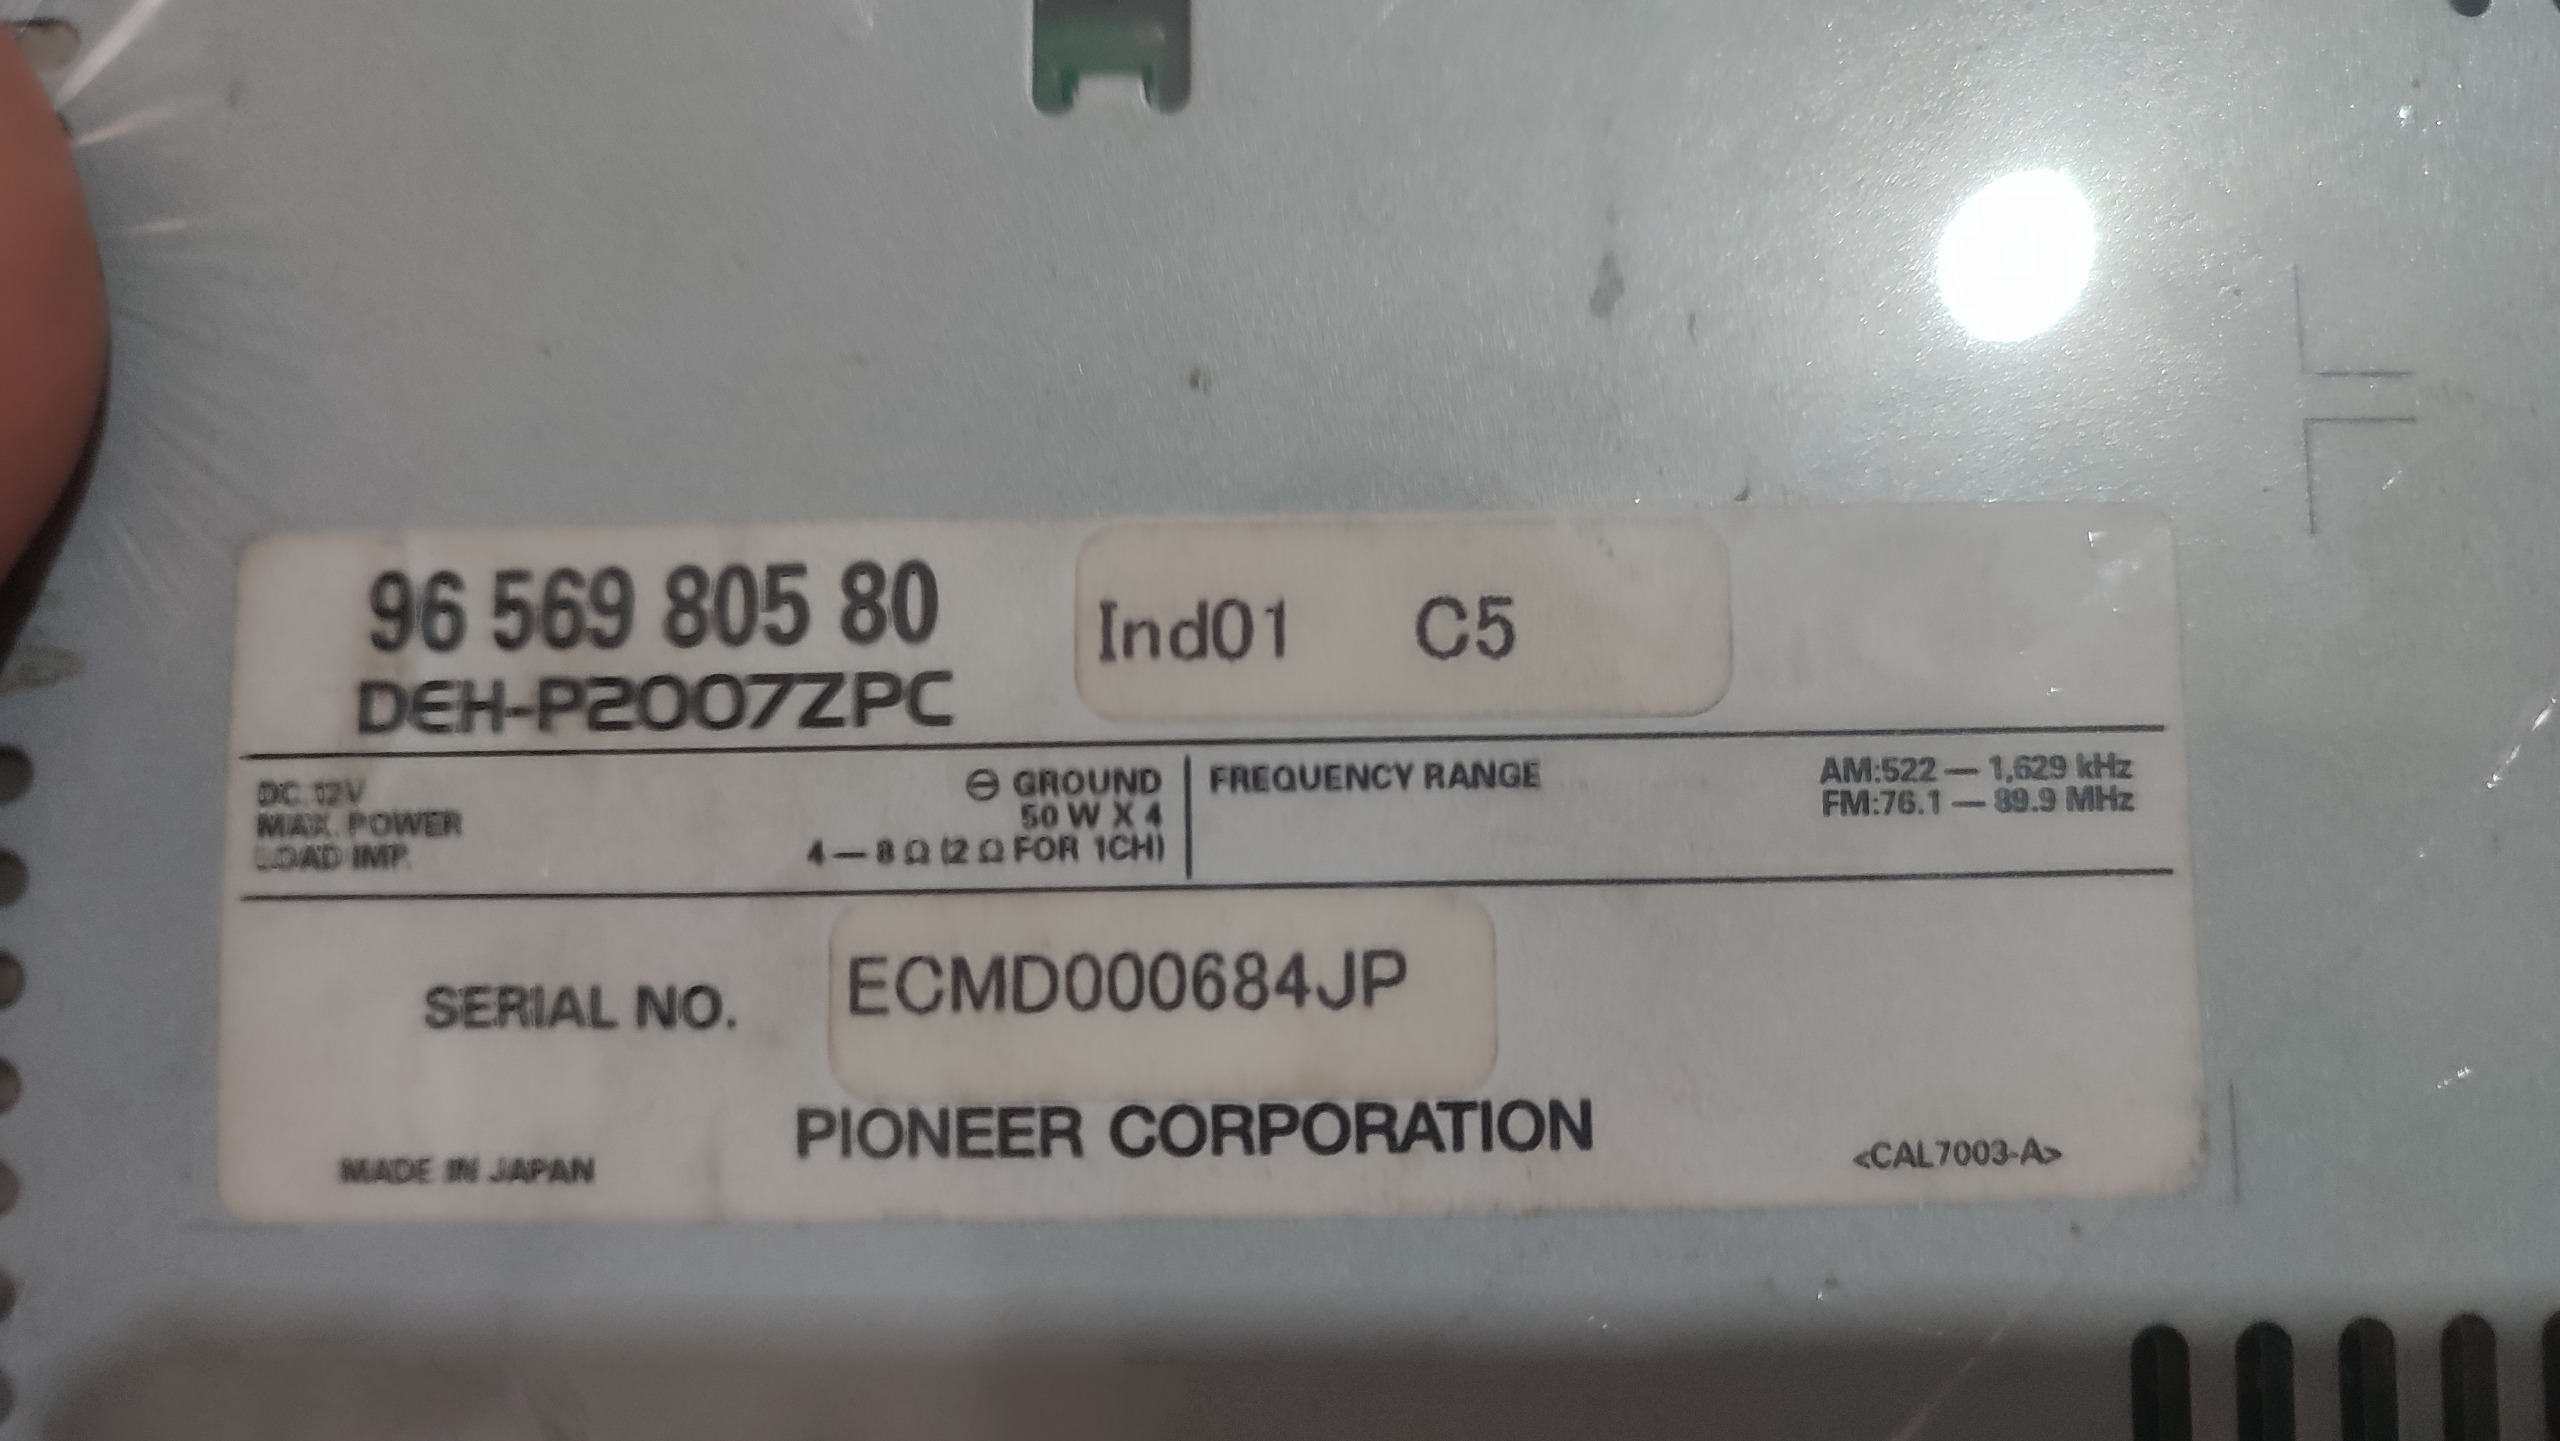 96 569 805 80 Ind01 C5
DEH-P2007ZPC
DC 12V ⊖ GROUND
MAX. POWER 50 W X 4
LOAD IMP. 4 — 8 Ω (2 Ω FOR 1CH)
FREQUENCY RANGE AM:522 — 1,629 kHz
FM:76.1 — 89.9 MHz
SERIAL NO. ECMD000684JP
PIONEER CORPORATION
MADE IN JAPAN <CAL7003-A>